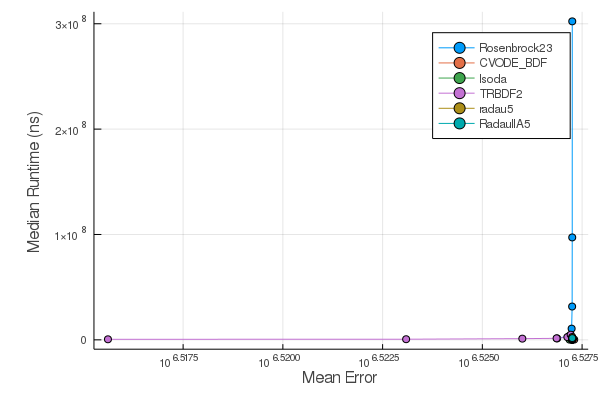 3×10^8
2×10^8
1×10^8
0
Median Runtime (ns)
Rosenbrock23
CVODE_BDF
lsoda
TRBDF2
radau5
RadauIIA5
10^6.5175
10^6.5200
10^6.5225
10^6.5250
10^6.5275
Mean Error